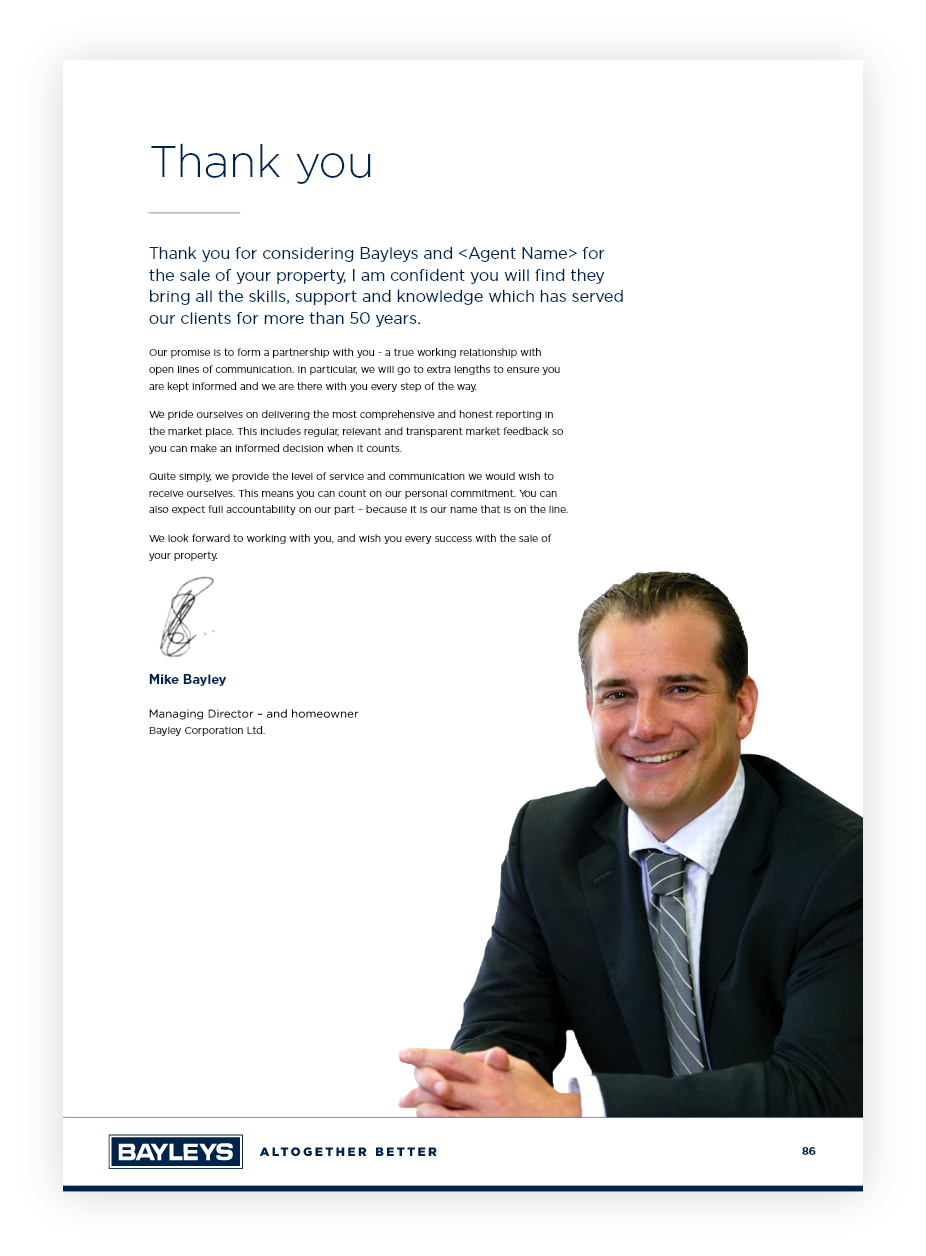 Thank you
Thank you for considering Bayleys and <Agent Name> for
the sale of your property, I am confident you will find they
bring all the skills, support and knowledge which has served
our clients for more than 50 years.
Our promise is to form a partnership with you - a true working relationship with
open lines of communication. In particular, we will go to extra lengths to ensure you
are kept informed and we are there with you every step of the way.
We pride ourselves on delivering the most comprehensive and honest reporting in
the market place. This includes regular, relevant and transparent market feedback so
you can make an informed decision when it counts.
Quite simply, we provide the level of service and communication we would wish to
receive ourselves. This means you can count on our personal commitment. You can
also expect full accountability on our part – because it is our name that is on the line.
We look forward to working with you, and wish you every success with the sale of
your property.
Mike Bayley
Managing Director – and homeowner
Bayley Corporation Ltd.
BAYLEYS ALTOGETHER BETTER 86